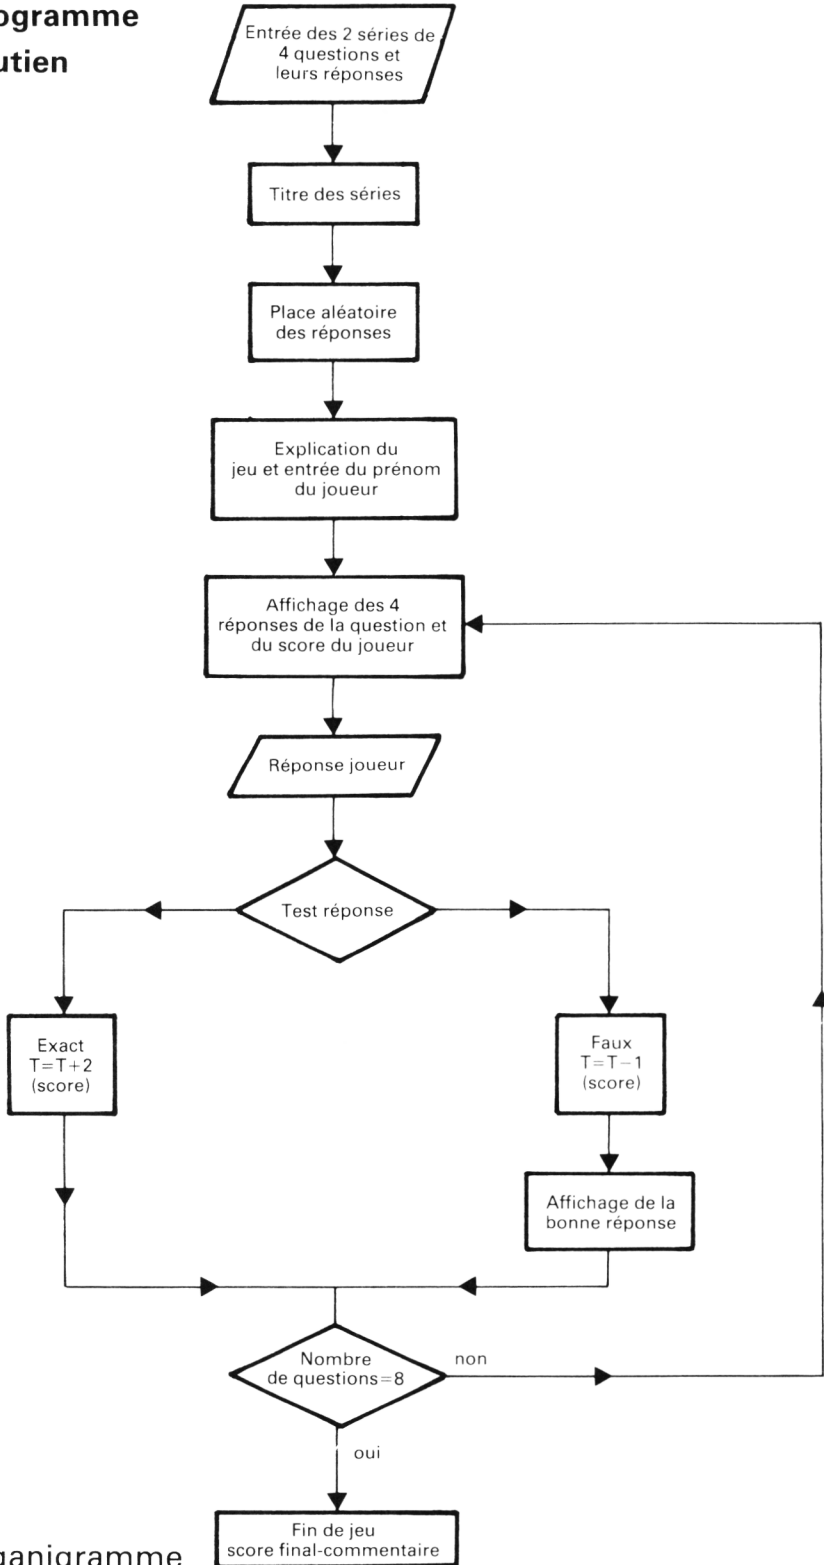 ogramme
utien
Entrée des 2 séries de
4 questions et
leurs réponses
Titre des séries
Place aléatoire
des réponses
Explication du
jeu et entrée du prénom
du joueur
Affichage des 4
réponses de la question et
du score du joueur
Réponse joueur
Test réponse
Exact
T=T+2
(score)
Faux
T=T−1
(score)
Affichage de la
bonne réponse
Nombre
de questions=8
non
oui
Fin de jeu
score final-commentaire
ganigramme